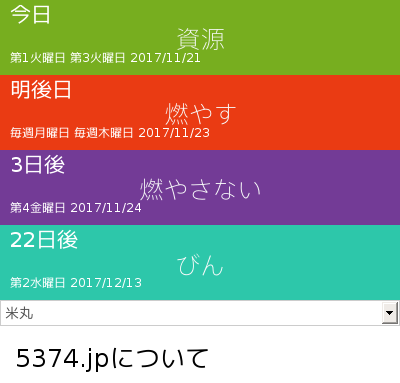 今日
資源
第1火曜日 第3火曜日 2017/11/21
明後日
燃やす
毎週月曜日 毎週木曜日 2017/11/23
3日後
燃やさない
第4金曜日 2017/11/24
22日後
びん
第2水曜日 2017/12/13
米丸
5374.jpについて